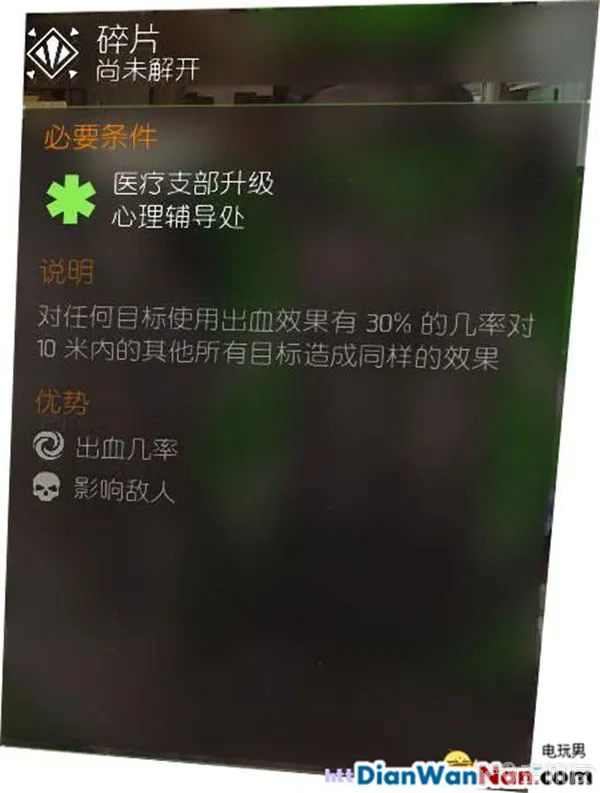 碎片
尚未解开
必要条件
医疗支部升级
心理辅导处
说明
对任何目标使用出血效果有 30% 的几率对
10 米内的其他所有目标造成同样的效果
优势
出血几率
影响敌人
电玩男
DianWanNan.com